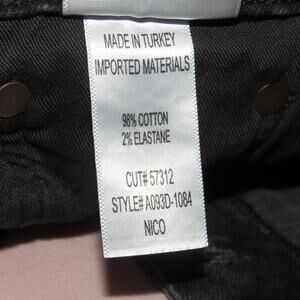 MADE IN TURKEY
IMPORTED MATERIALS
98% COTTON
2% ELASTANE
CUT# 57312
STYLE# A093D-1084
NICO